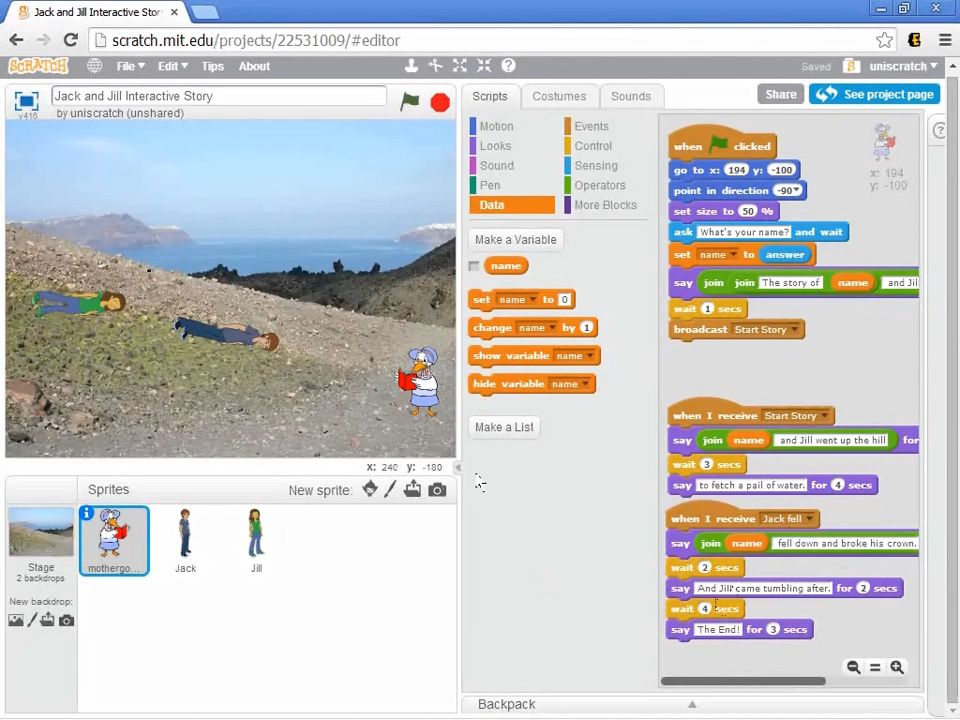 Jack and Jill Interactive Stor
scratch.mit.edu/projects/22531009/#editor
SCRATCH
File
Edit
Tips
About
Saved
uniscratch
Jack and Jill Interactive Story
by uniscratch (unshared)
v416
Scripts
Costumes
Sounds
Share
See project page
Motion
Events
Looks
Control
Sound
Sensing
Pen
Operators
Data
More Blocks
Make a Variable
name
set name to 0
change name by 1
show variable name
hide variable name
Make a List
when clicked
go to x: 194 y: -100
point in direction -90
set size to 50 %
ask What's your name? and wait
set name to answer
say join join The story of name and Jil
wait 1 secs
broadcast Start Story
x: 194
y: -100
when I receive Start Story
say join name and Jill went up the hill for
wait 3 secs
say to fetch a pail of water. for 4 secs
when I receive Jack fell
say join name fell down and broke his crown.
wait 2 secs
say And Jill came tumbling after. for 2 secs
wait 4 secs
say The End! for 3 secs
x: 240 y: -180
Sprites
New sprite:
Stage
2 backdrops
New backdrop:
mothergo...
Jack
Jill
Backpack